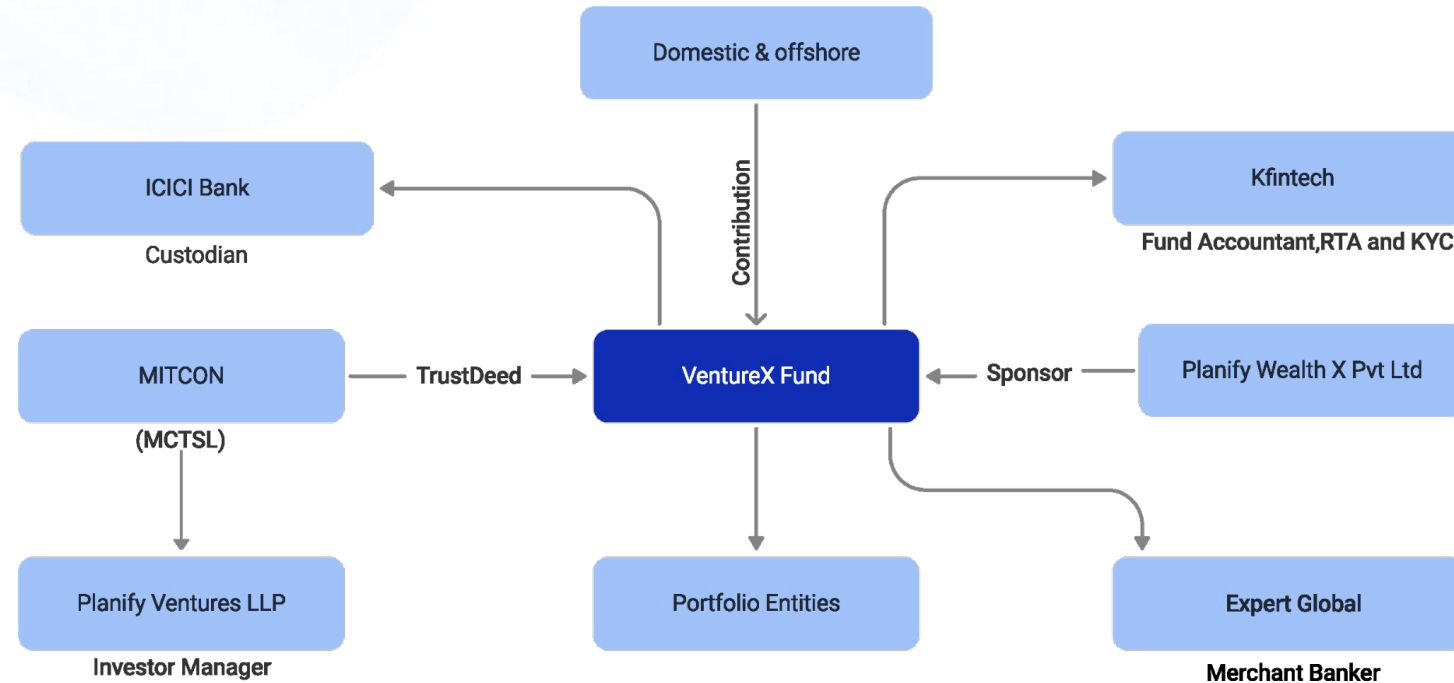 Domestic & offshore
ICICI Bank
Custodian
Contribution
Kfintech
Fund Accountant,RTA and KYC
MITCON
(MCTSL)
TrustDeed
VentureX Fund
Sponsor
Planify Wealth X Pvt Ltd
Planify Ventures LLP
Investor Manager
Portfolio Entities
Expert Global
Merchant Banker